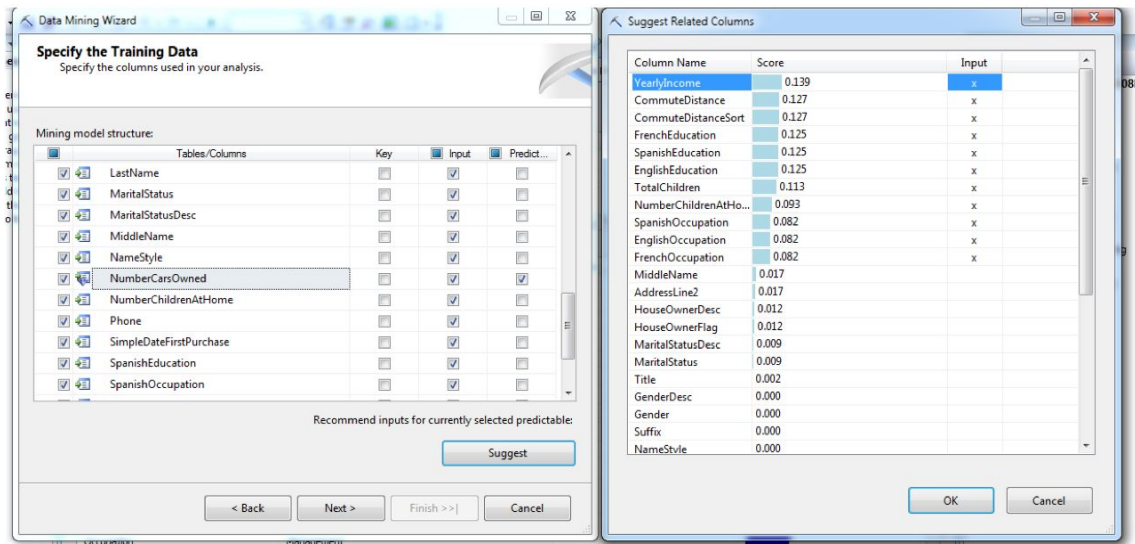 Data Mining Wizard
Specify the Training Data
Specify the columns used in your analysis.
Mining model structure:
Tables/Columns Key Input Predict...
LastName
MaritalStatus
MaritalStatusDesc
MiddleName
NameStyle
NumberCarsOwned
NumberChildrenAtHome
Phone
SimpleDateFirstPurchase
SpanishEducation
SpanishOccupation
Recommend inputs for currently selected predictable:
Suggest
< Back Next > Finish >>| Cancel
Suggest Related Columns
Column Name Score Input
YearlyIncome 0.139 x
CommuteDistance 0.127 x
CommuteDistanceSort 0.127 x
FrenchEducation 0.125 x
SpanishEducation 0.125 x
EnglishEducation 0.125 x
TotalChildren 0.113 x
NumberChildrenAtHo... 0.093 x
SpanishOccupation 0.082 x
EnglishOccupation 0.082 x
FrenchOccupation 0.082 x
MiddleName 0.017
AddressLine2 0.017
HouseOwnerDesc 0.012
HouseOwnerFlag 0.012
MaritalStatusDesc 0.009
MaritalStatus 0.009
Title 0.002
GenderDesc 0.000
Gender 0.000
Suffix 0.000
NameStyle 0.000
OK Cancel